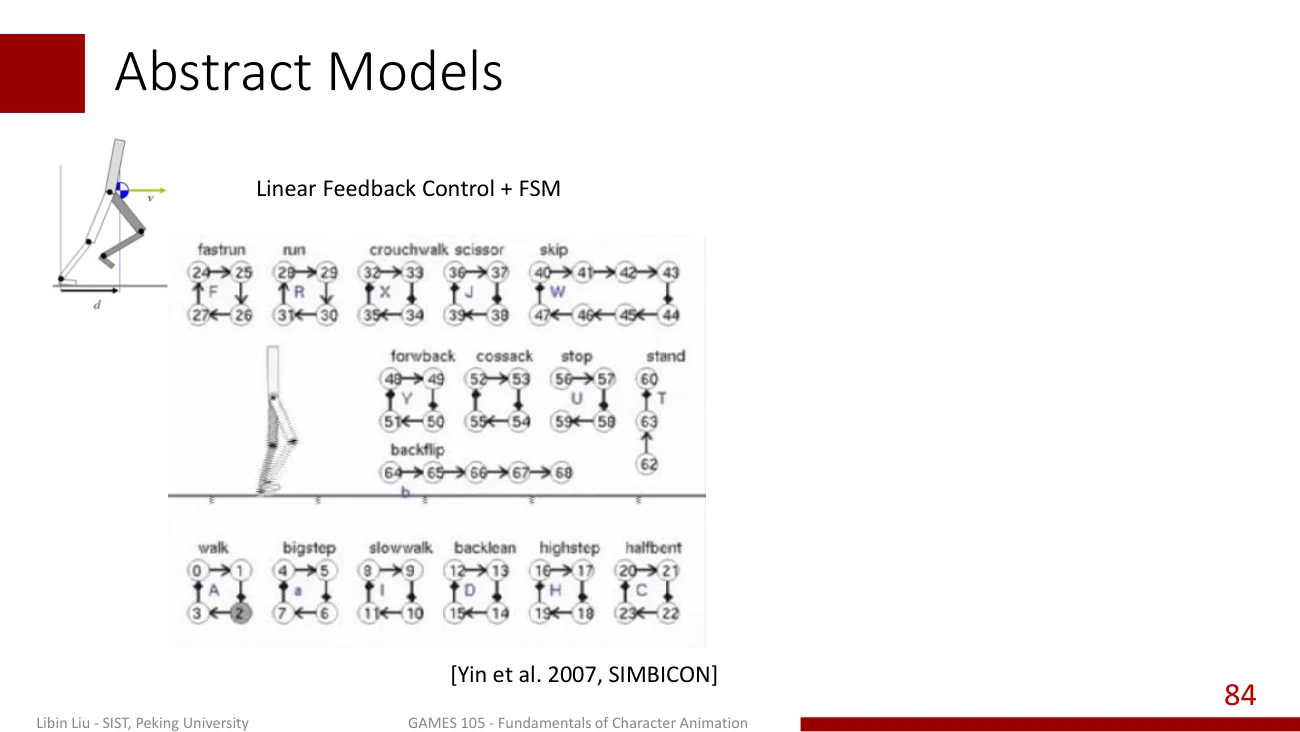 Abstract Models
v
d
Linear Feedback Control + FSM
fastrun run crouchwalk scissor skip
24 25 28 29 32 33 36 37 40 41 42 43
F R X J W
27 26 31 30 35 34 39 38 47 46 45 44
forwback cossack stop stand
48 49 52 53 56 57 60
Y U T
51 50 55 54 59 58 63
backflip
64 65 66 67 68 62
b
walk bigstep slowwalk backlean highstep halfbent
0 1 4 5 8 9 12 13 16 17 20 21
A a l D H C
3 2 7 6 11 10 15 14 19 18 23 22
[Yin et al. 2007, SIMBICON]
84
Libin Liu - SIST, Peking University GAMES 105 - Fundamentals of Character Animation